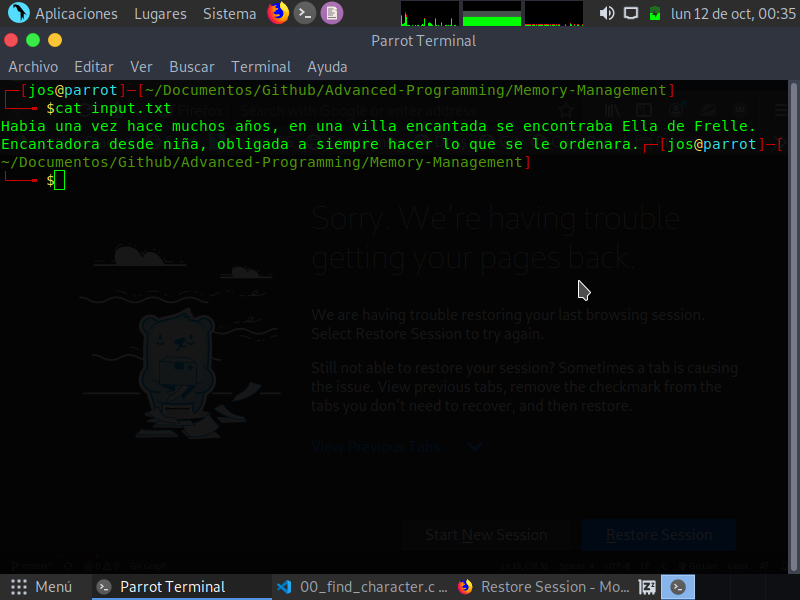 Aplicaciones Lugares Sistema lun 12 de oct, 00:35
Parrot Terminal
Archivo Editar Ver Buscar Terminal Ayuda
┌─[jos@parrot]─[~/Documentos/Github/Advanced-Programming/Memory-Management]
└──╼ $cat input.txt
Habia una vez hace muchos años, en una villa encantada se encontraba Ella de Frelle.
Encantadora desde niña, obligada a siempre hacer lo que se le ordenara.┌─[jos@parrot]─[
~/Documentos/Github/Advanced-Programming/Memory-Management]
└──╼ $
Sorry. We're having trouble
getting your pages back.
We are having trouble restoring your last browsing session.
Select Restore Session to try again.
Still not able to restore your session? Sometimes a tab is causing
the issue. View previous tabs, remove the checkmark from the
tabs you don't need to recover, and then restore.
View Previous Tabs
Start New Session Restore Session
Menú Parrot Terminal 00_find_character.c ... Restore Session - Mo...